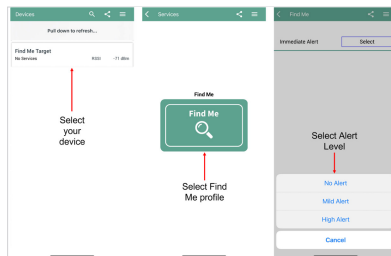 Devices
Pull down to refresh...
Find Me Target
No Services
RSSI
-71 dBm
Select
your
device
Services
Find Me
Find Me
Select Find
Me profile
Find Me
Immediate Alert
Select
Select Alert
Level
No Alert
Mild Alert
High Alert
Cancel